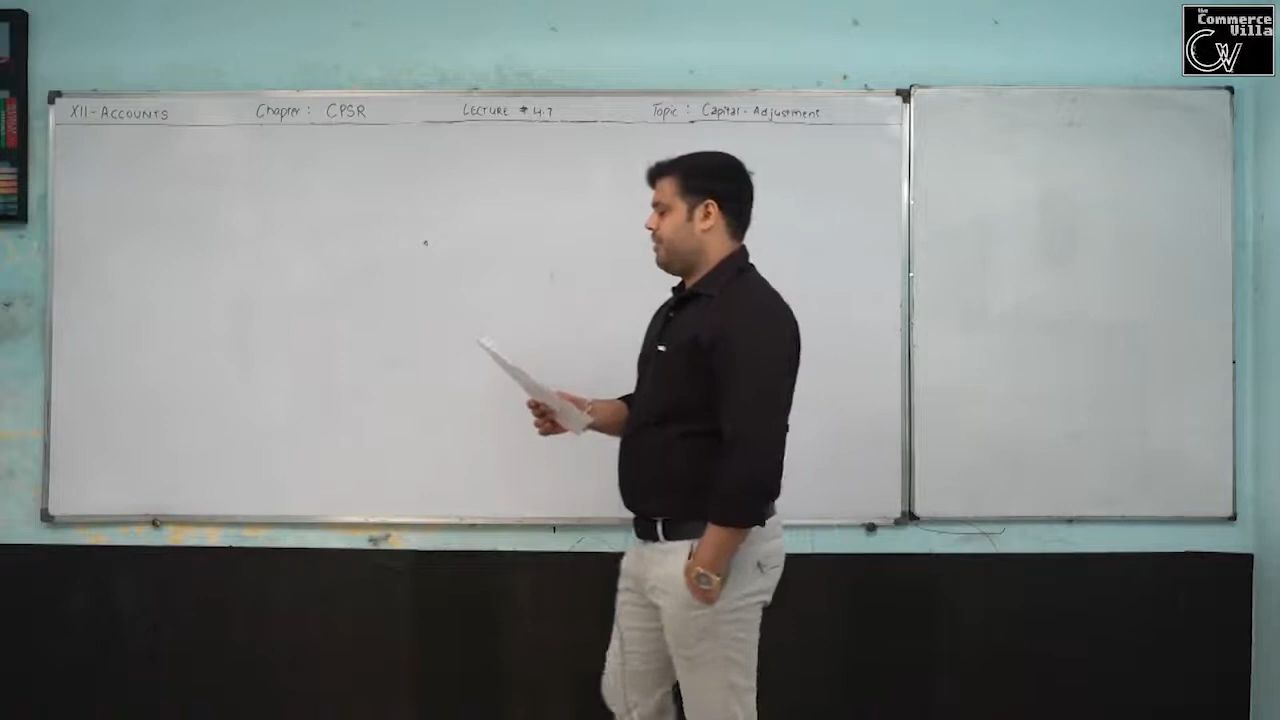 the
Commerce
Villa
CV
XII-ACCOUNTS Chapter : CPSR LECTURE # 4.7 Topic : Capital - Adjustment